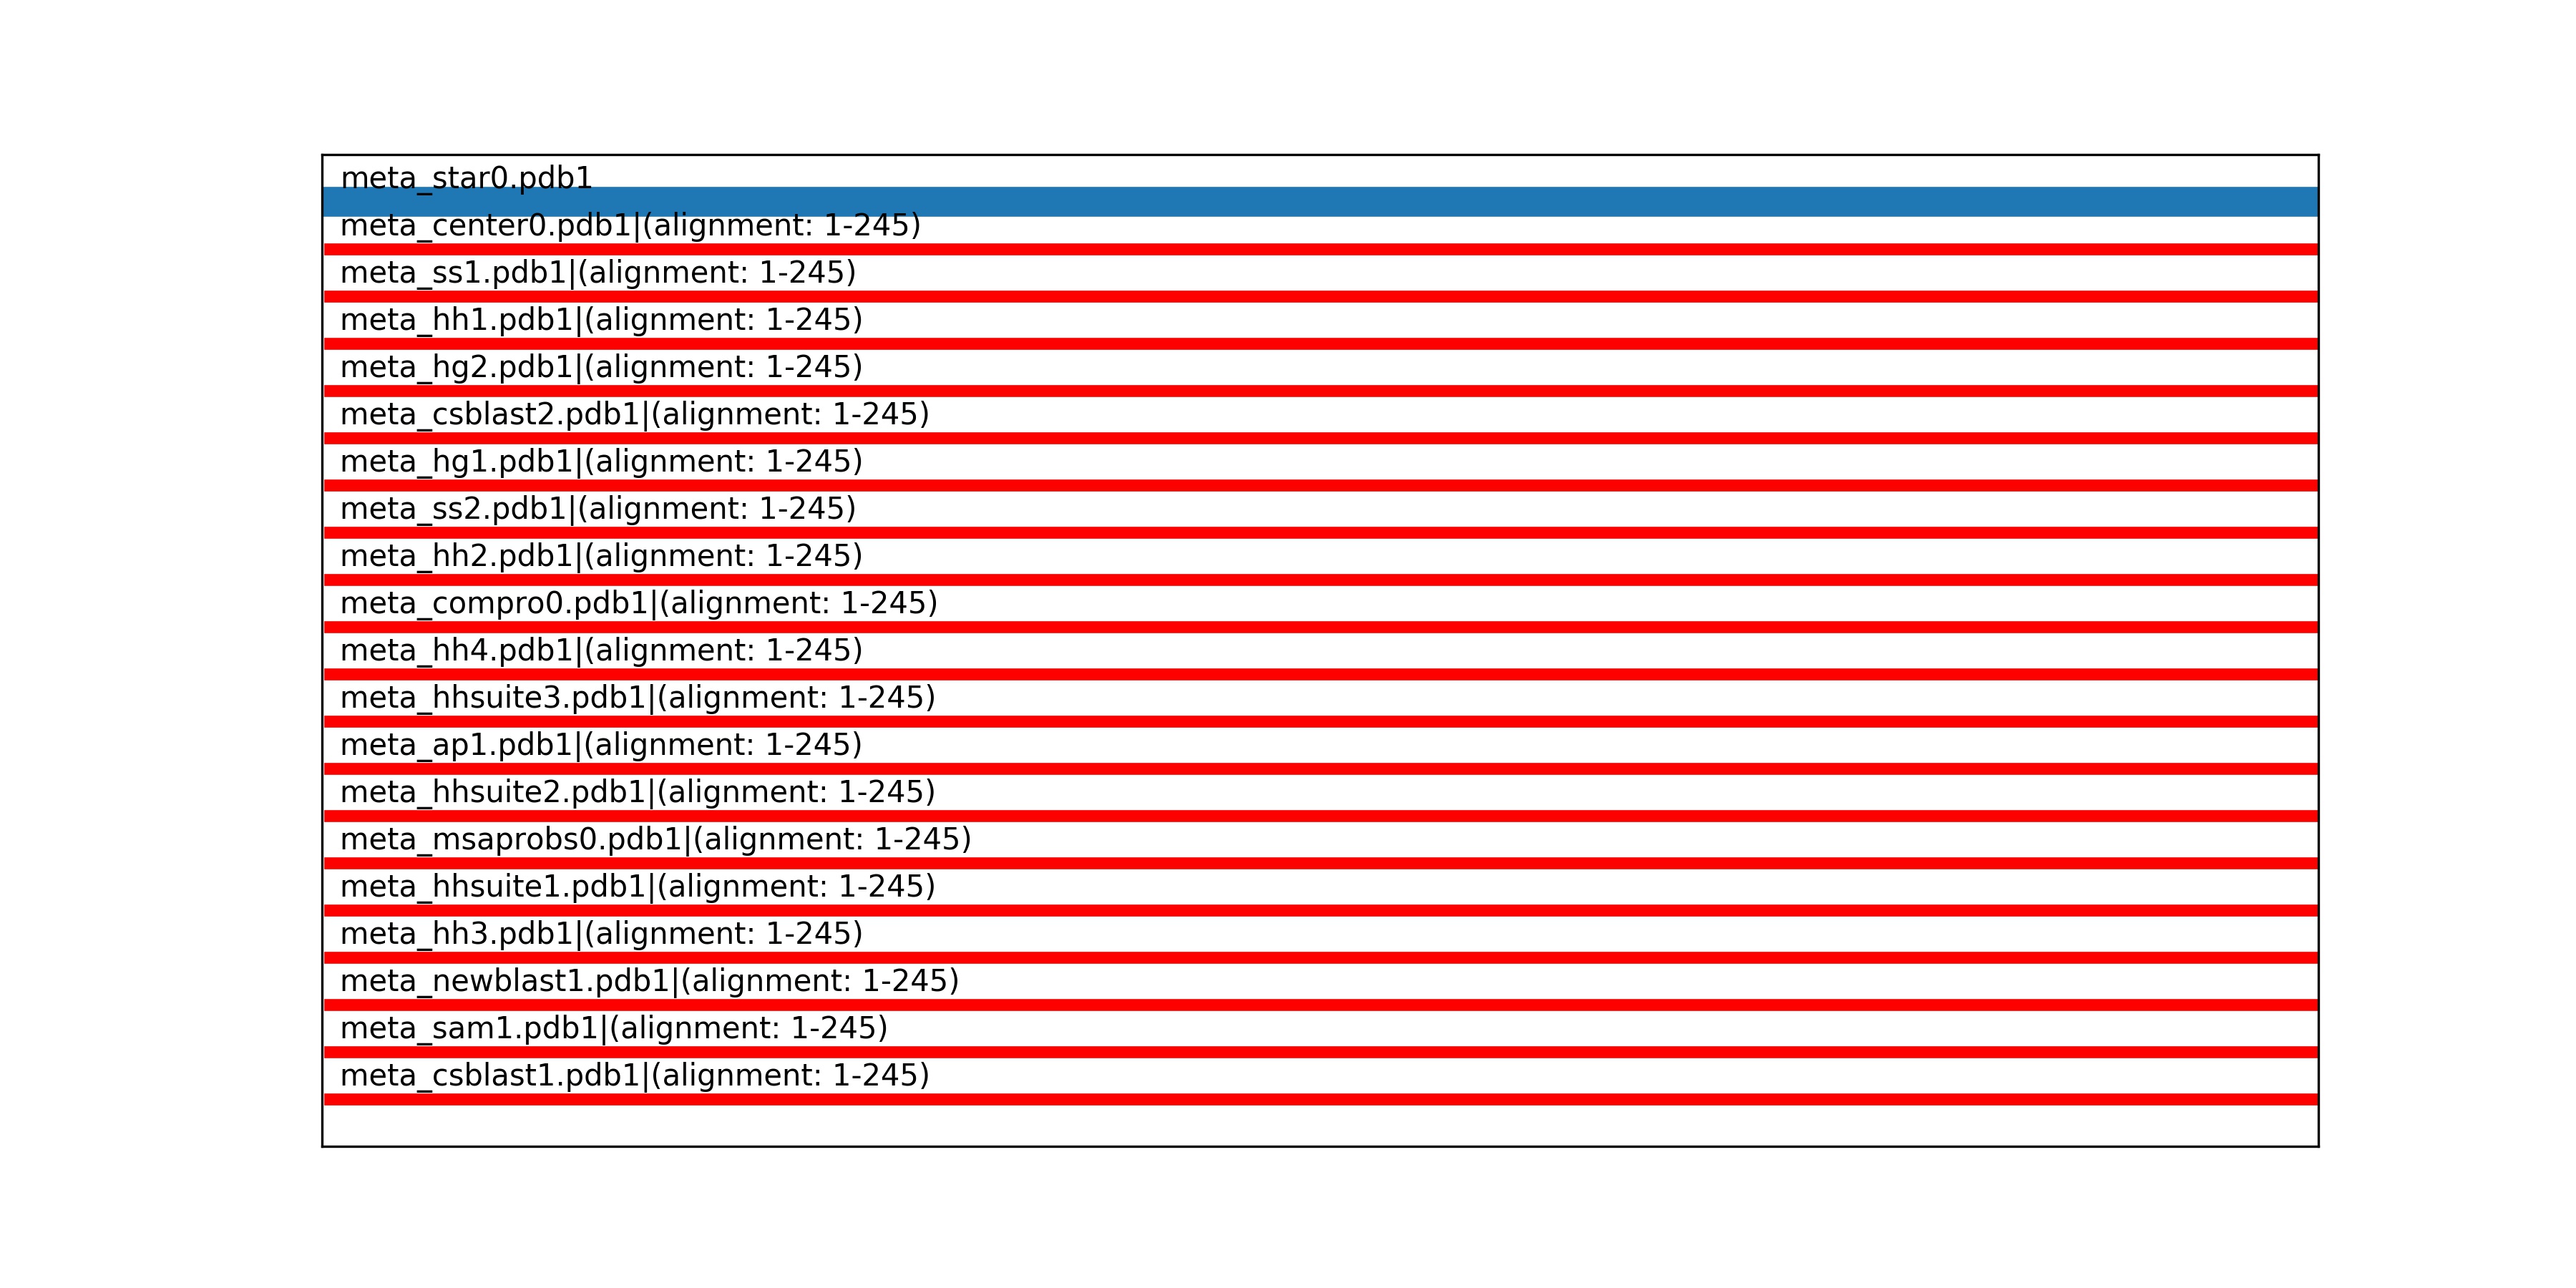 meta_star0.pdb1
meta_center0.pdb1|(alignment: 1-245)
meta_ss1.pdb1|(alignment: 1-245)
meta_hh1.pdb1|(alignment: 1-245)
meta_hg2.pdb1|(alignment: 1-245)
meta_csblast2.pdb1|(alignment: 1-245)
meta_hg1.pdb1|(alignment: 1-245)
meta_ss2.pdb1|(alignment: 1-245)
meta_hh2.pdb1|(alignment: 1-245)
meta_compro0.pdb1|(alignment: 1-245)
meta_hh4.pdb1|(alignment: 1-245)
meta_hhsuite3.pdb1|(alignment: 1-245)
meta_ap1.pdb1|(alignment: 1-245)
meta_hhsuite2.pdb1|(alignment: 1-245)
meta_msaprobs0.pdb1|(alignment: 1-245)
meta_hhsuite1.pdb1|(alignment: 1-245)
meta_hh3.pdb1|(alignment: 1-245)
meta_newblast1.pdb1|(alignment: 1-245)
meta_sam1.pdb1|(alignment: 1-245)
meta_csblast1.pdb1|(alignment: 1-245)